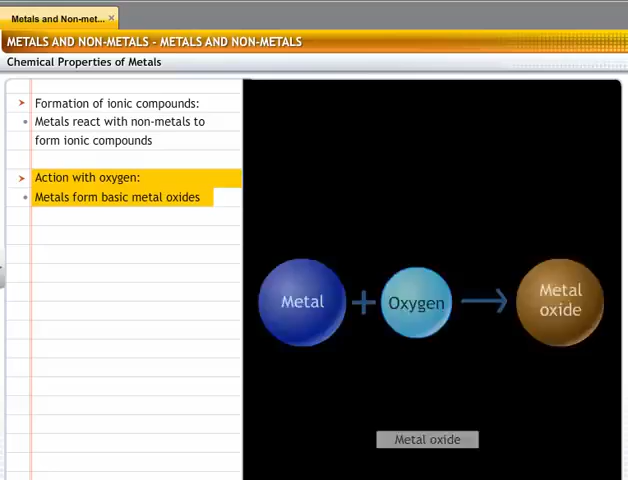 Metals and Non-met...
METALS AND NON-METALS - METALS AND NON-METALS
Chemical Properties of Metals
Formation of ionic compounds:
Metals react with non-metals to
form ionic compounds
Action with oxygen:
Metals form basic metal oxides
Metal + Oxygen → Metal
oxide
Metal oxide